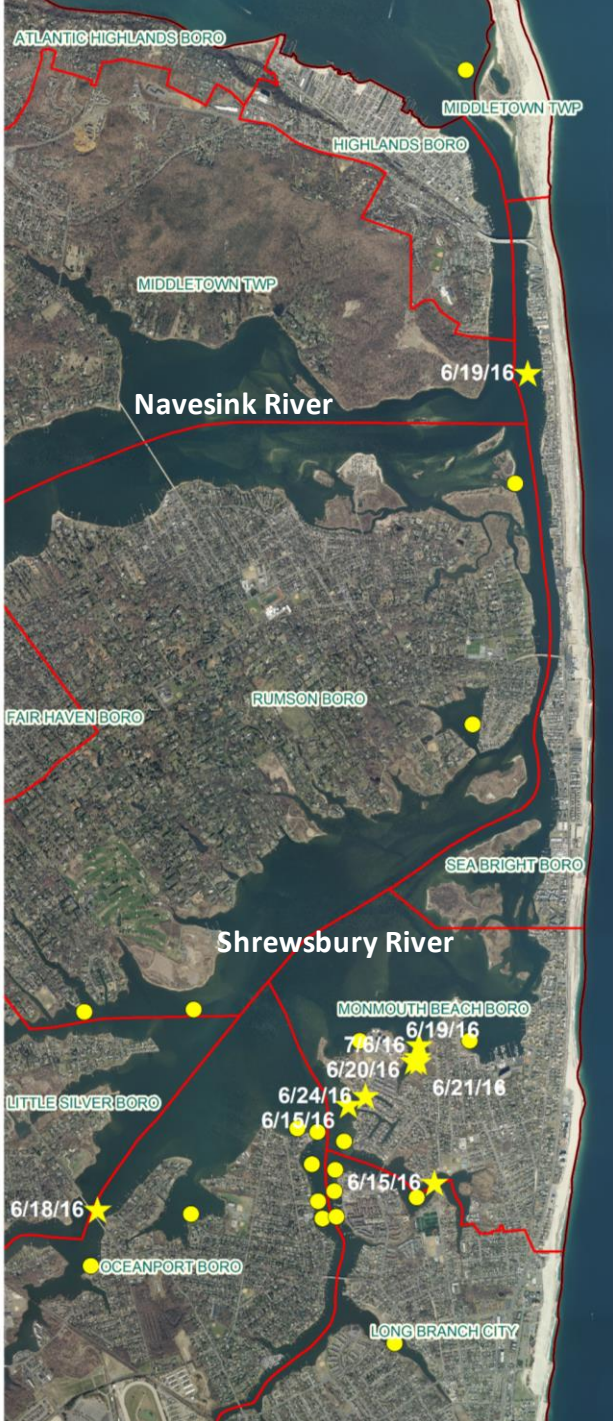 ATLANTIC HIGHLANDS BORO
MIDDLETOWN TWP
HIGHLANDS BORO
MIDDLETOWN TWP
6/19/16
Navesink River
RUMSON BORO
FAIR HAVEN BORO
SEA BRIGHT BORO
Shrewsbury River
MONMOUTH BEACH BORO
6/19/16
7/6/16
6/20/16
6/21/16
6/24/16
LITTLE SILVER BORO
6/15/16
6/15/16
6/18/16
OCEANPORT BORO
LONG BRANCH CITY